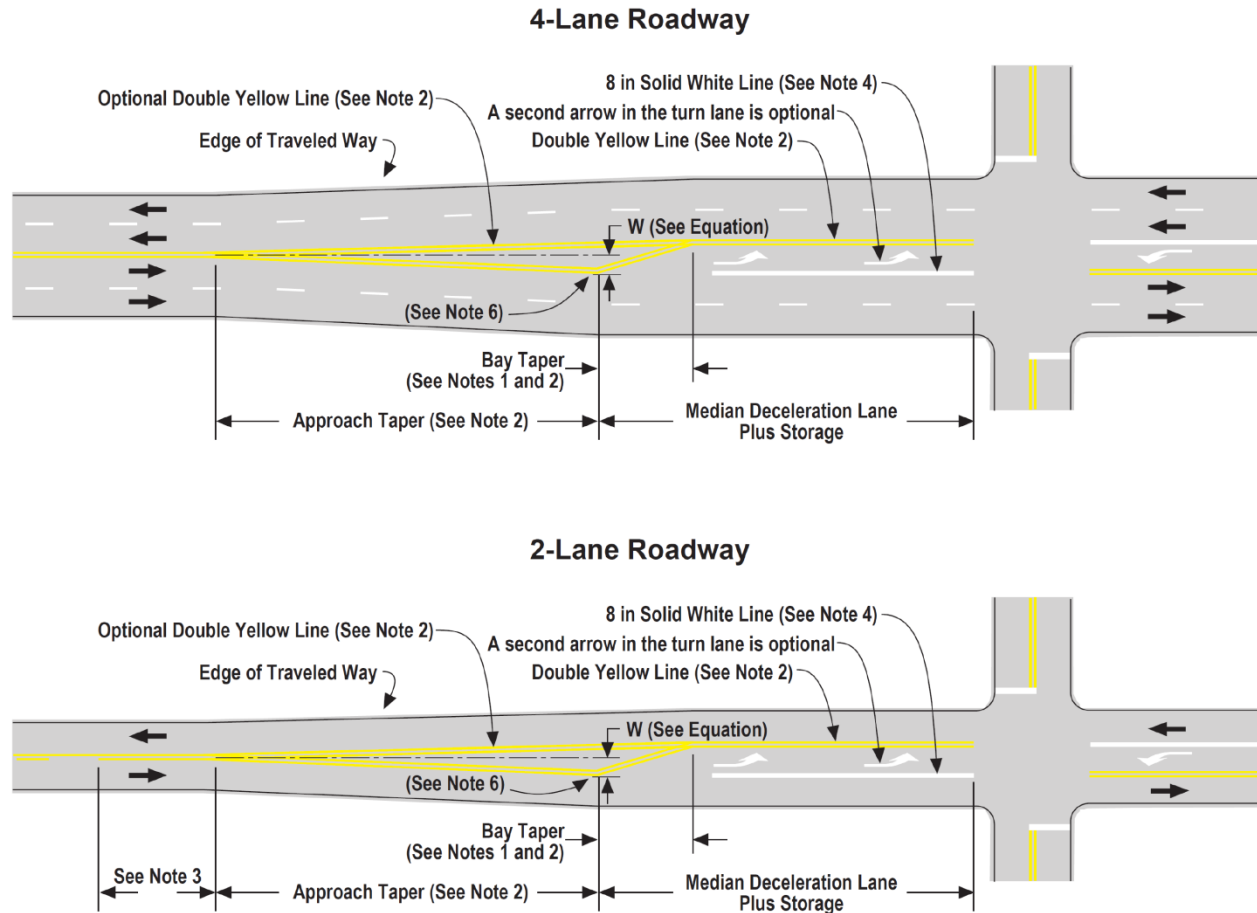 4-Lane Roadway
8 in Solid White Line (See Note 4)
Optional Double Yellow Line (See Note 2)
A second arrow in the turn lane is optional
Edge of Traveled Way
Double Yellow Line (See Note 2)
W (See Equation)
(See Note 6)
Bay Taper
(See Notes 1 and 2)
Approach Taper (See Note 2)
Median Deceleration Lane
Plus Storage
2-Lane Roadway
8 in Solid White Line (See Note 4)
Optional Double Yellow Line (See Note 2)
A second arrow in the turn lane is optional
Edge of Traveled Way
Double Yellow Line (See Note 2)
W (See Equation)
(See Note 6)
Bay Taper
(See Notes 1 and 2)
See Note 3
Approach Taper (See Note 2)
Median Deceleration Lane
Plus Storage